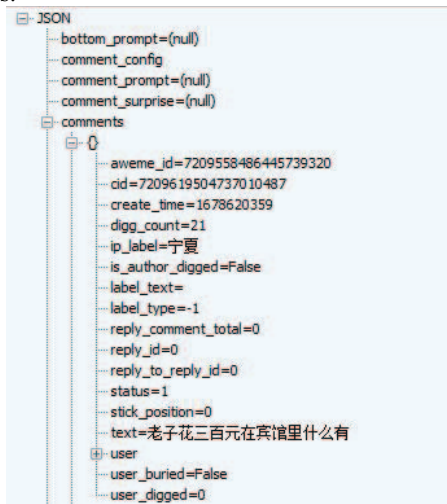 JSON
bottom_prompt=(null)
comment_config
comment_prompt=(null)
comment_surprise=(null)
comments
{}
aweme_id=7209558486445739320
cid=7209619504737010487
create_time=1678620359
digg_count=21
ip_label=宁夏
is_author_digged=False
label_text=
label_type=-1
reply_comment_total=0
reply_id=0
reply_to_reply_id=0
status=1
stick_position=0
text=老子花三百元在宾馆里什么有
user
user_buried=False
user_digged=0